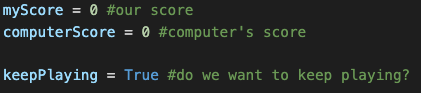 myScore = 0 #our score
computerScore = 0 #computer's score
keepPlaying = True #do we want to keep playing?